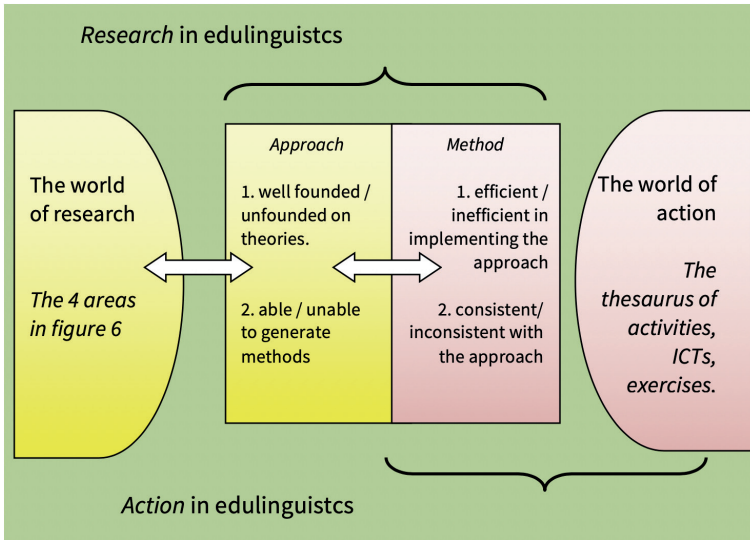 Research in edulinguistcs
The world
of research
The 4 areas
in figure 6
Approach
1. well founded /
unfounded on
theories.
2. able / unable
to generate
methods
Method
1. efficient /
inefficient in
implementing the
approach
2. consistent/
inconsistent with
the approach
The world of
action
The
thesaurus of
activities,
ICTs,
exercises.
Action in edulinguistcs